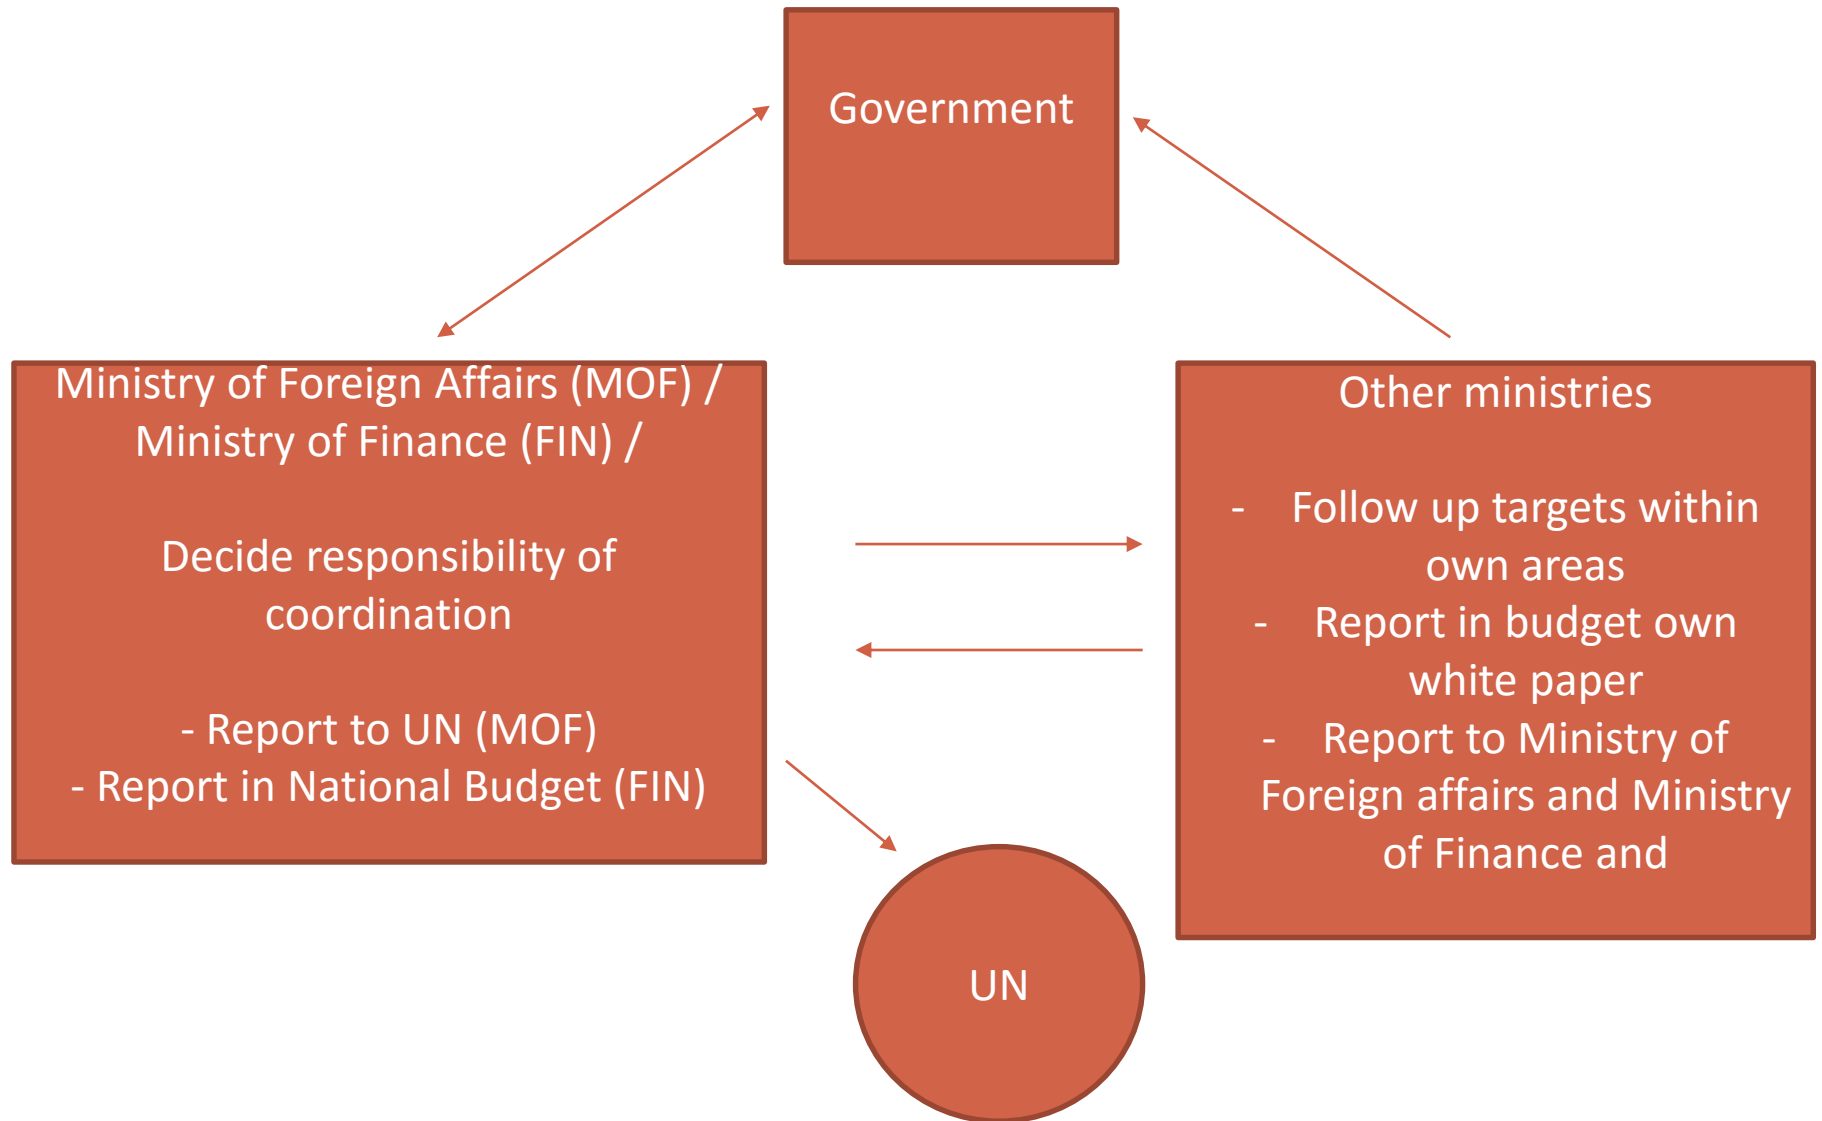 Government
Ministry of Foreign Affairs (MOF) /
Ministry of Finance (FIN) /
Decide responsibility of
coordination
- Report to UN (MOF)
- Report in National Budget (FIN)
Other ministries
- Follow up targets within
own areas
- Report in budget own
white paper
- Report to Ministry of
Foreign affairs and Ministry
of Finance and
UN